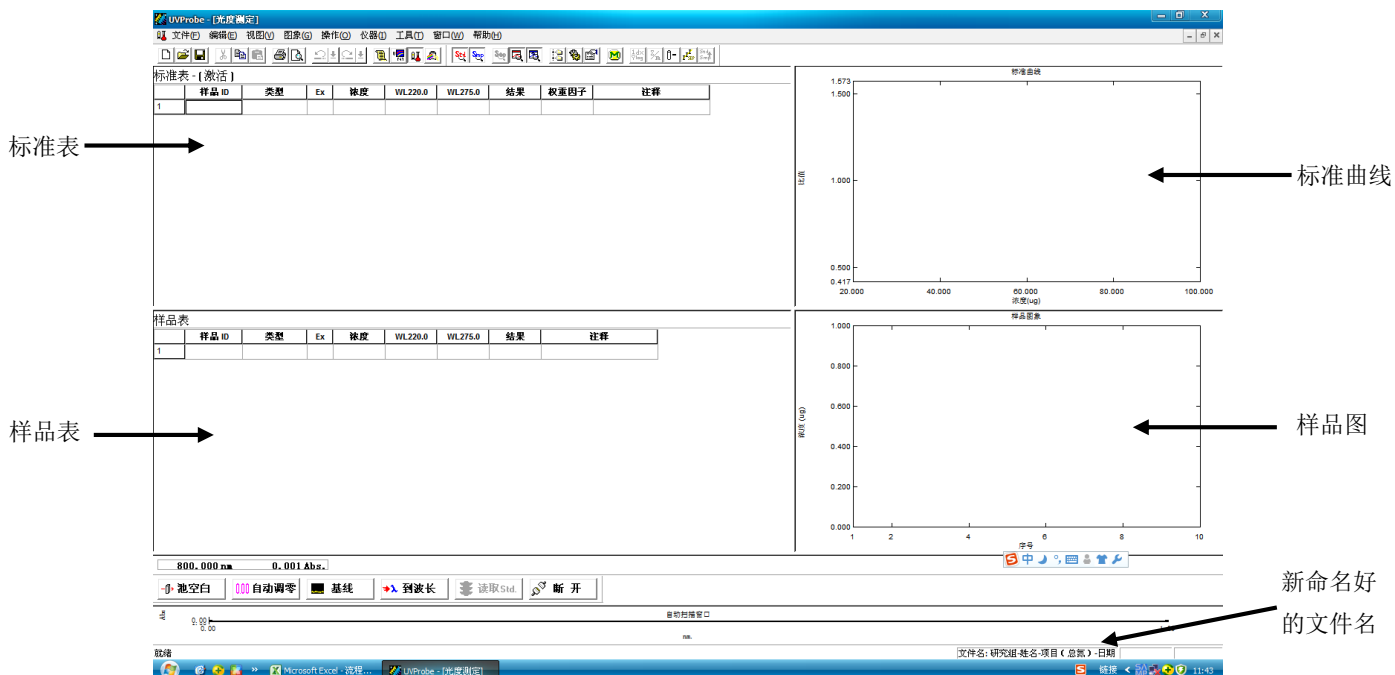 UVProbe - [光度测定]
文件(F) 编辑(E) 视图(V) 图象(G) 操作(O) 仪器(I) 工具(T) 窗口(W) 帮助(H)
标准表 - [激活]
样品 ID 类型 Ex 浓度 WL220.0 WL275.0 结果 权重因子 注释
1
标准表
标准曲线
1.573
1.500
比值
1.000
0.500
0.417
20.000 40.000 60.000 80.000 100.000
浓度(ug)
标准曲线
样品表
样品 ID 类型 Ex 浓度 WL220.0 WL275.0 结果 注释
1
样品表
样品图象
1.000
0.800
0.600
浓度 (ug)
0.400
0.200
0.000
1 2 4 6 8 10
序号
样品图
中
800.000 nm 0.001 Abs.
池空白 自动调零 基线 到波长 读取Std. 断 开
新命名好
的文件名
自动扫描窗口
Abs
0.00
0.00
nm.
就绪
文件名: 研究组-姓名-项目 ( 总氮 ) -日期
Microsoft Excel - 流程... UVProbe - [光度测定] 链接 11:43